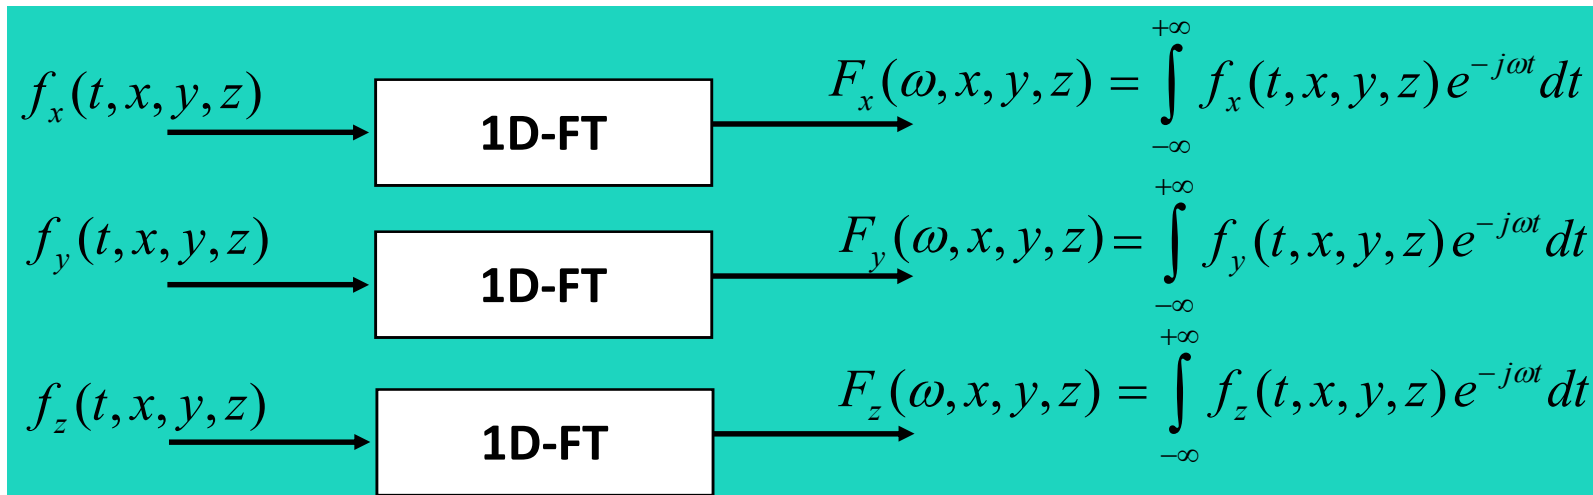 f_x(t,x,y,z) 1D-FT F_x(ω,x,y,z) = ∫_{-∞}^{+∞} f_x(t,x,y,z) e^{-jωt} dt
f_y(t,x,y,z) 1D-FT F_y(ω,x,y,z) = ∫_{-∞}^{+∞} f_y(t,x,y,z) e^{-jωt} dt
f_z(t,x,y,z) 1D-FT F_z(ω,x,y,z) = ∫_{-∞}^{+∞} f_z(t,x,y,z) e^{-jωt} dt